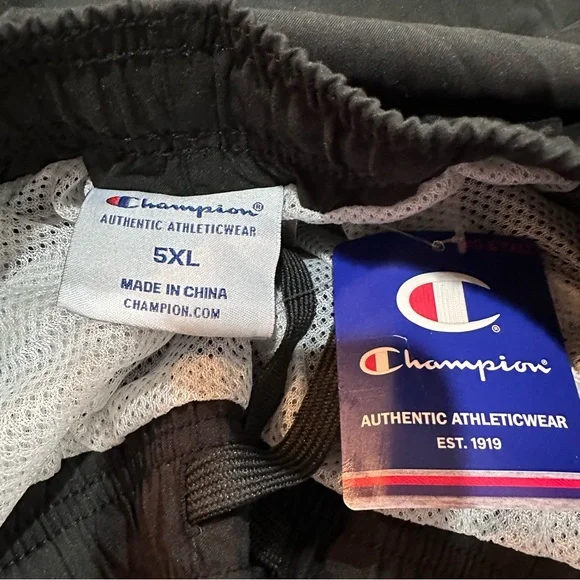 Champion®
AUTHENTIC ATHLETICWEAR
5XL
MADE IN CHINA
CHAMPION.COM
Champion
AUTHENTIC ATHLETICWEAR
EST. 1919